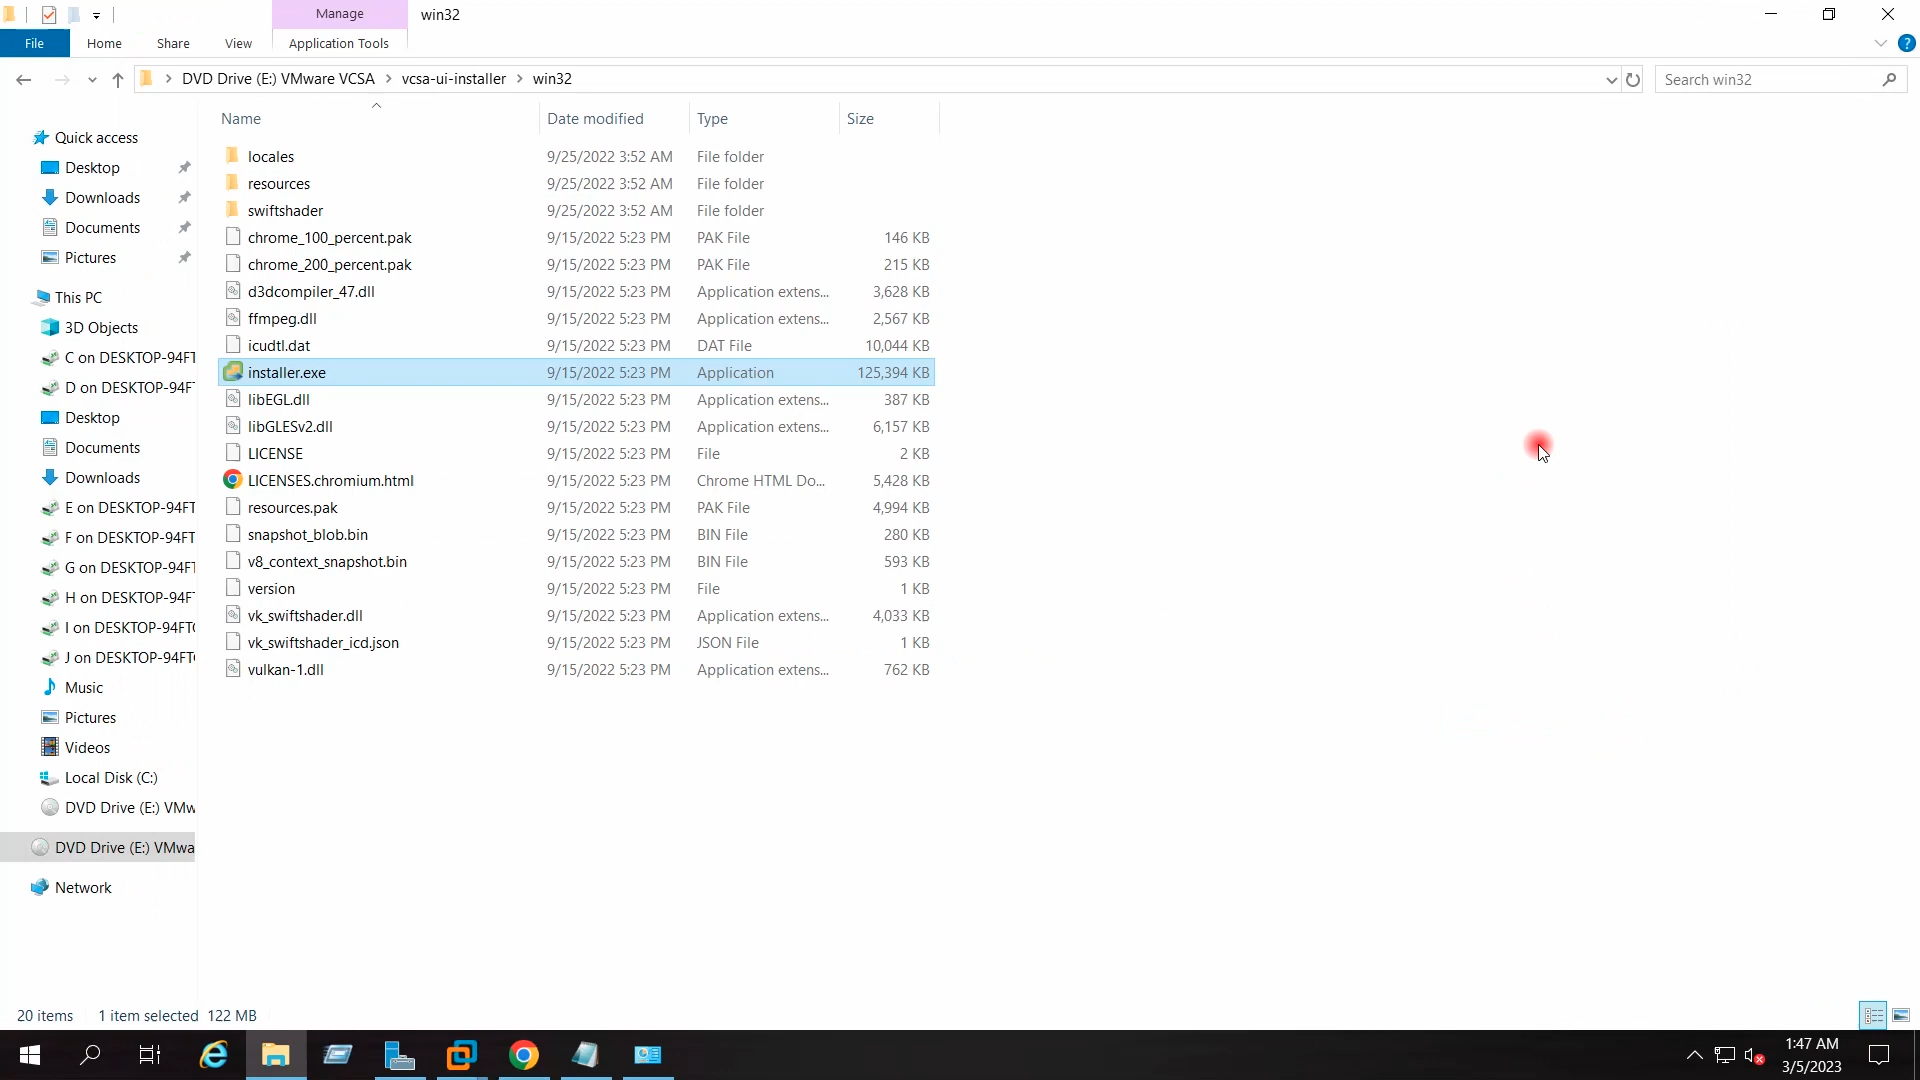 Manage
win32
File
Home
Share
View
Application Tools
DVD Drive (E:) VMware VCSA
vcsa-ui-installer
win32
Search win32
Name
Date modified
Type
Size
Quick access
Desktop
Downloads
Documents
Pictures
This PC
3D Objects
C on DESKTOP-94FT
D on DESKTOP-94F
Desktop
Documents
Downloads
E on DESKTOP-94FT
F on DESKTOP-94FT
G on DESKTOP-94FT
H on DESKTOP-94F
I on DESKTOP-94FT
J on DESKTOP-94FT
Music
Pictures
Videos
Local Disk (C:)
DVD Drive (E:) VMw
DVD Drive (E:) VMwa
Network
locales 9/25/2022 3:52 AM File folder
resources 9/25/2022 3:52 AM File folder
swiftshader 9/25/2022 3:52 AM File folder
chrome_100_percent.pak 9/15/2022 5:23 PM PAK File 146 KB
chrome_200_percent.pak 9/15/2022 5:23 PM PAK File 215 KB
d3dcompiler_47.dll 9/15/2022 5:23 PM Application extens... 3,628 KB
ffmpeg.dll 9/15/2022 5:23 PM Application extens... 2,567 KB
icudtl.dat 9/15/2022 5:23 PM DAT File 10,044 KB
installer.exe 9/15/2022 5:23 PM Application 125,394 KB
libEGL.dll 9/15/2022 5:23 PM Application extens... 387 KB
libGLESv2.dll 9/15/2022 5:23 PM Application extens... 6,157 KB
LICENSE 9/15/2022 5:23 PM File 2 KB
LICENSES.chromium.html 9/15/2022 5:23 PM Chrome HTML Do... 5,428 KB
resources.pak 9/15/2022 5:23 PM PAK File 4,994 KB
snapshot_blob.bin 9/15/2022 5:23 PM BIN File 280 KB
v8_context_snapshot.bin 9/15/2022 5:23 PM BIN File 593 KB
version 9/15/2022 5:23 PM File 1 KB
vk_swiftshader.dll 9/15/2022 5:23 PM Application extens... 4,033 KB
vk_swiftshader_icd.json 9/15/2022 5:23 PM JSON File 1 KB
vulkan-1.dll 9/15/2022 5:23 PM Application extens... 762 KB
20 items 1 item selected 122 MB
1:47 AM
3/5/2023